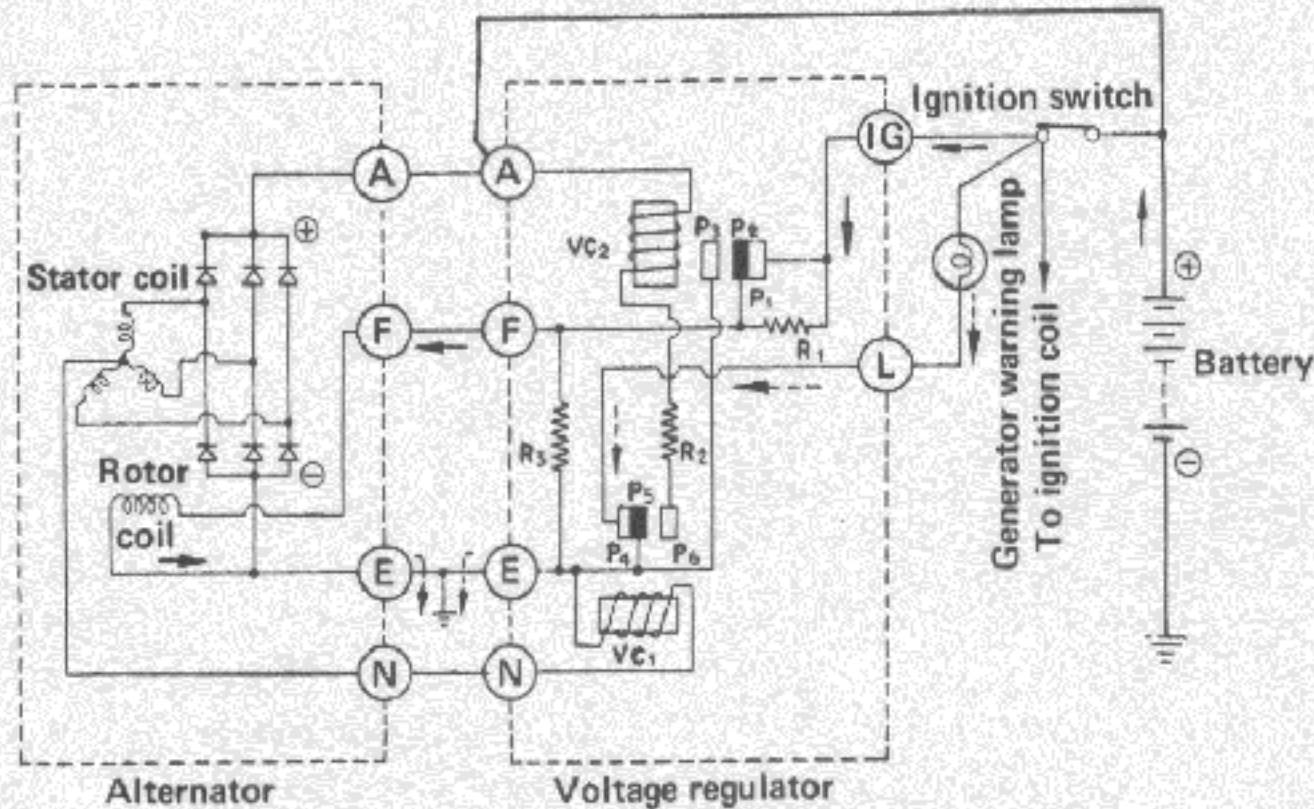 Ignition switch
IG
A
A
P3
P2
VC2
Stator coil
⊕
P1
Generator warning lamp
To ignition coil
⊕
F
F
R1
L
Battery
R3
R2
⊖
⊖
Rotor
coil
P5
P4
P6
E
E
VC1
N
N
Alternator
Voltage regulator